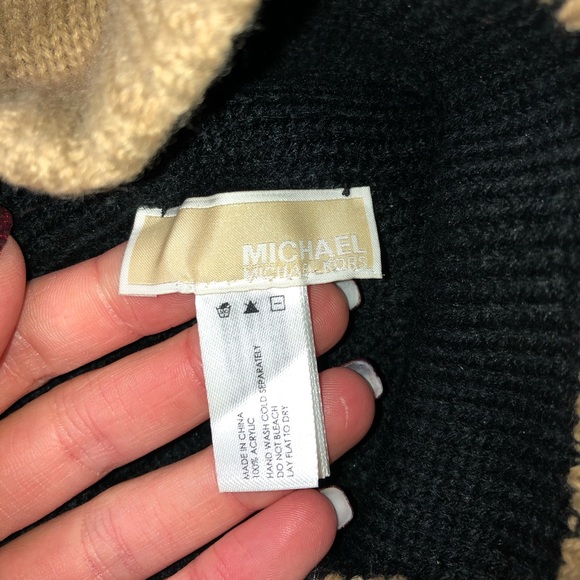 MICHAEL
MICHAEL KORS
MADE IN CHINA
100% ACRYLIC
HAND WASH COLD SEPARATELY
DO NOT BLEACH
LAY FLAT TO DRY